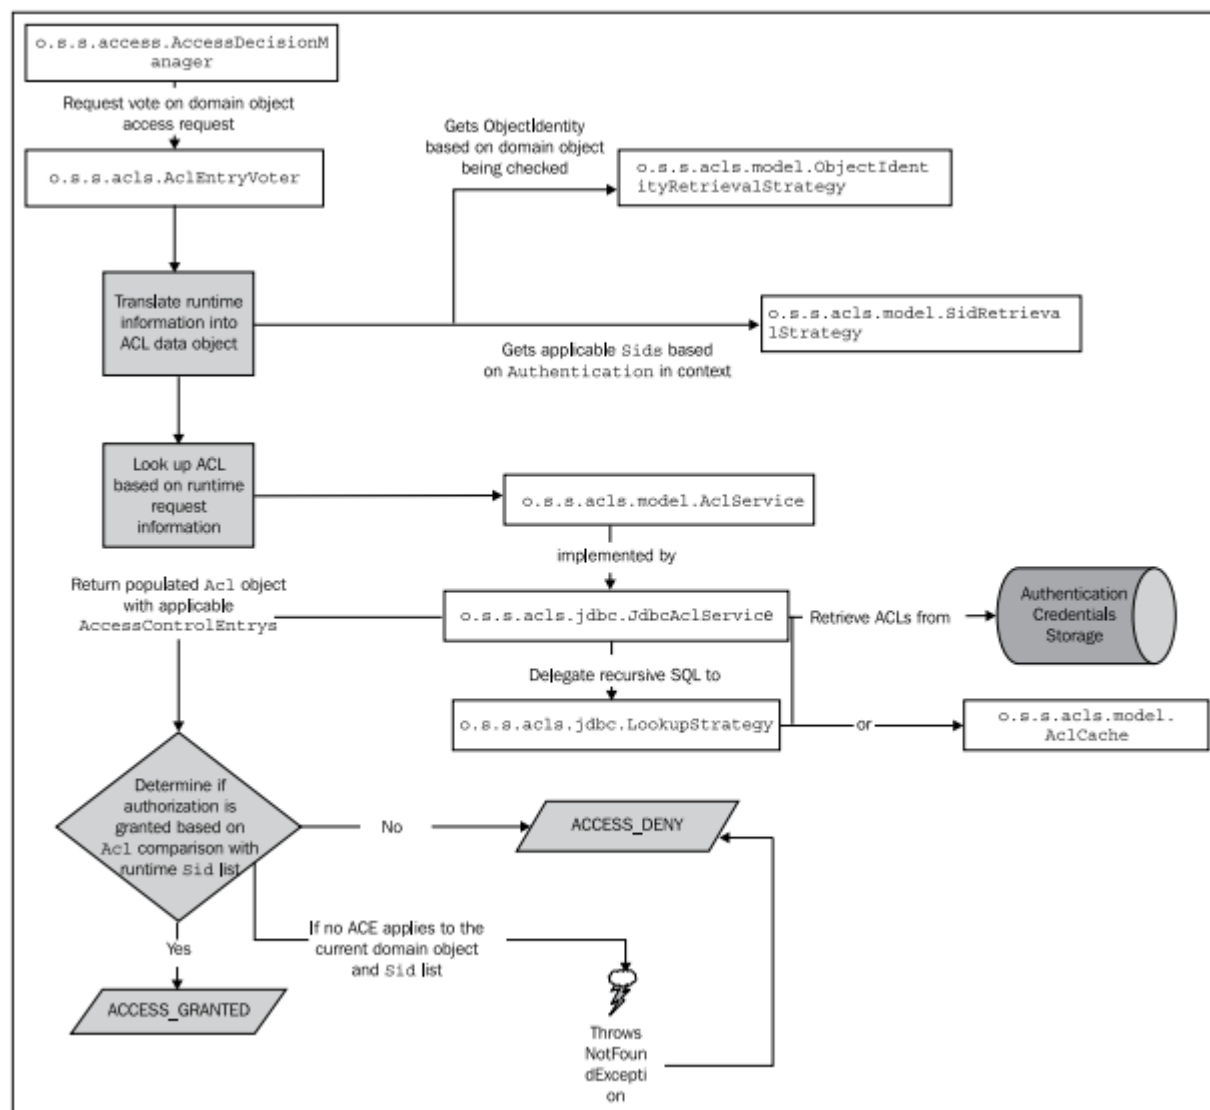 o.s.s.access.AccessDecisionM
anager
Request vote on domain object
access request
o.s.s.acls.AclEntryVoter
Gets ObjectIdentity
based on domain object
being checked
o.s.s.acls.model.ObjectIdent
ityRetrievalStrategy
Translate runtime
information into
ACL data object
o.s.s.acls.model.SidRetrieva
lStrategy
Gets applicable Sids based
on Authentication in context
Look up ACL
based on runtime
request
information
o.s.s.acls.model.AclService
implemented by
Return populated Acl object
with applicable
AccessControlEntrys
o.s.s.acls.jdbc.JdbcAclService
Retrieve ACLs from
Authentication
Credentials
Storage
Delegate recursive SQL to
o.s.s.acls.jdbc.LookupStrategy
or
o.s.s.acls.model.
AclCache
Determine if
authorization is
granted based on
Acl comparison with
runtime Sid list
No
ACCESS_DENY
Yes
If no ACE applies to the
current domain object
and Sid list
ACCESS_GRANTED
Throws
NotFoun
dExcepti
on